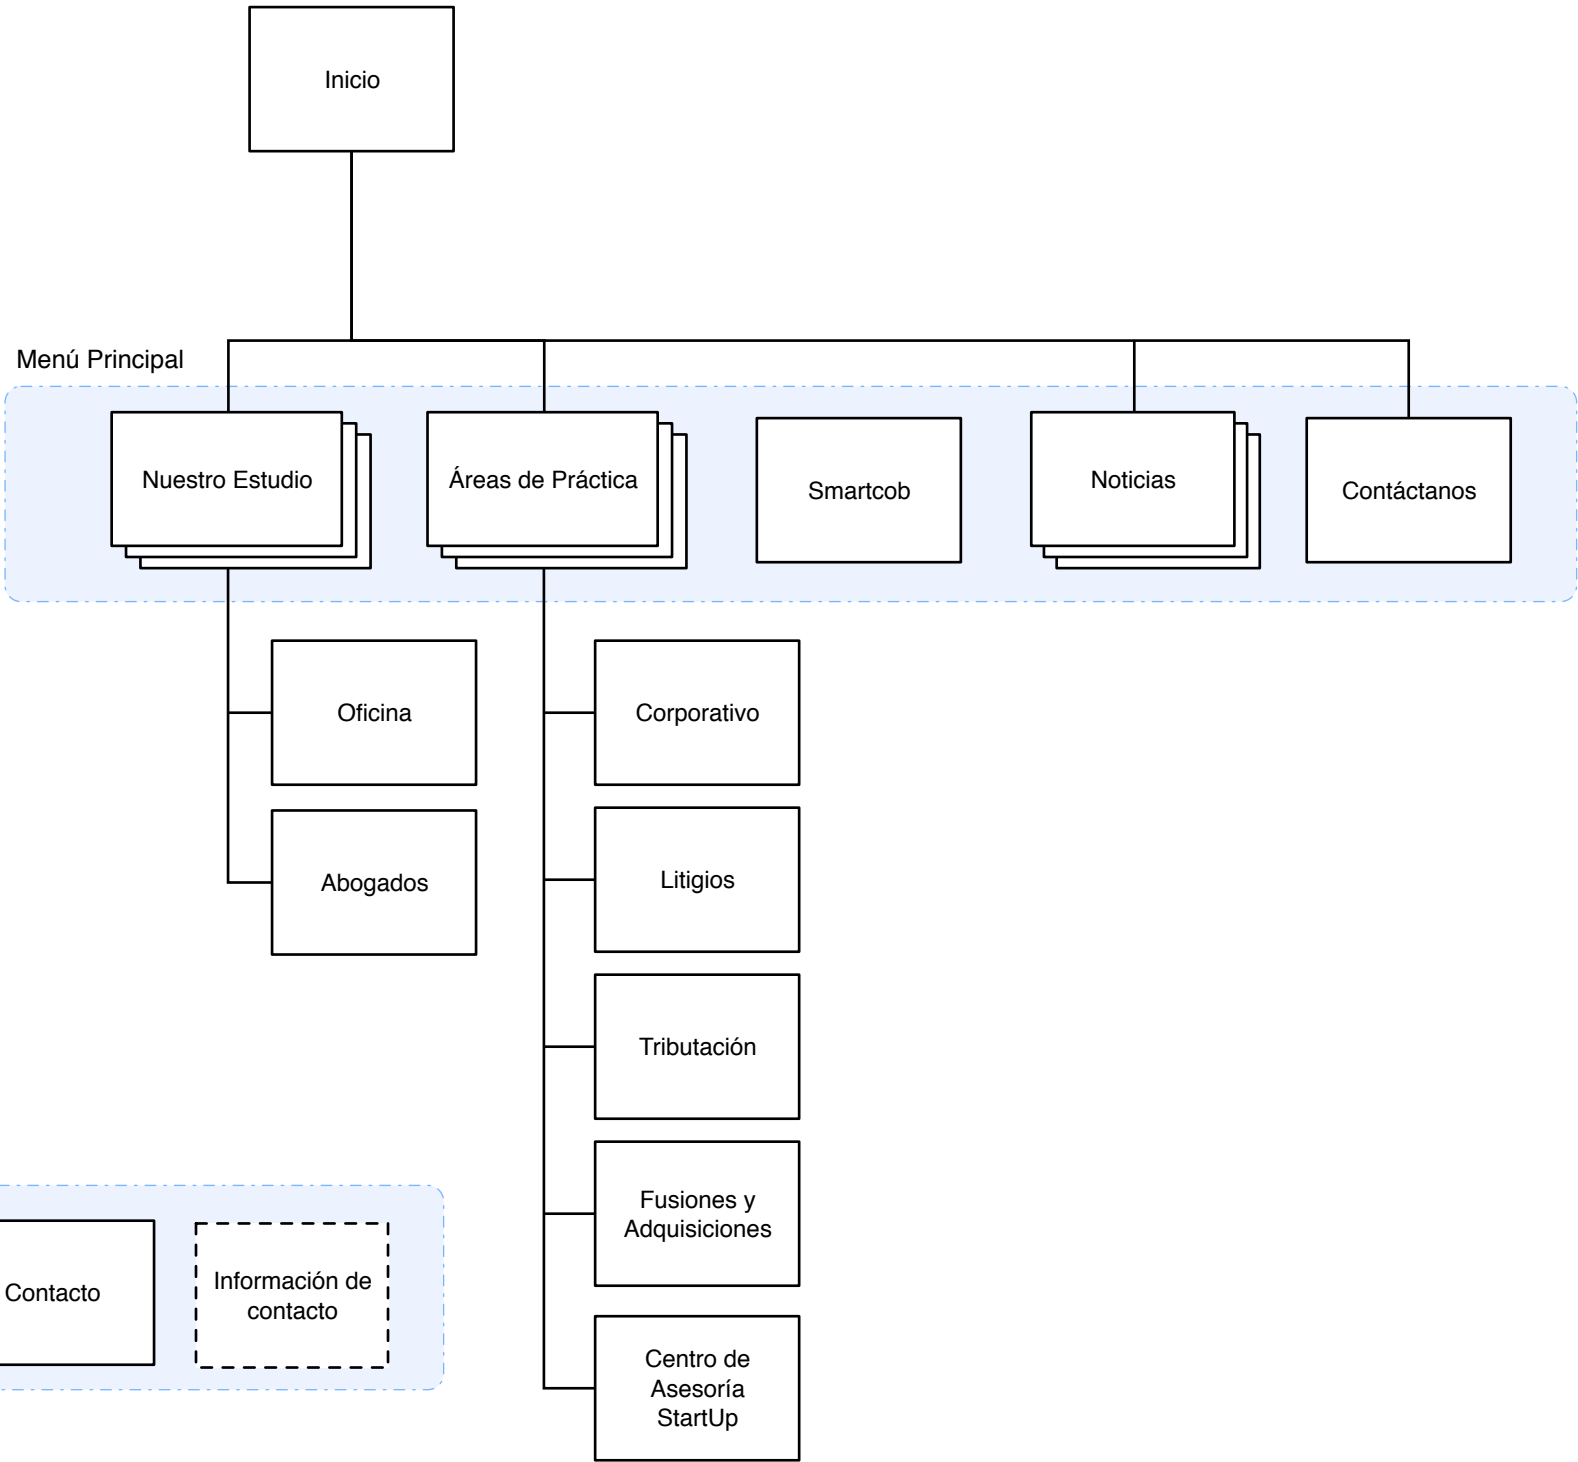 Inicio
Menú Principal
Nuestro Estudio
Áreas de Práctica
Smartcob
Noticias
Contáctanos
Oficina
Corporativo
Abogados
Litigios
Tributación
Fusiones y
Adquisiciones
Contacto
Información de
contacto
Centro de
Asesoría
StartUp